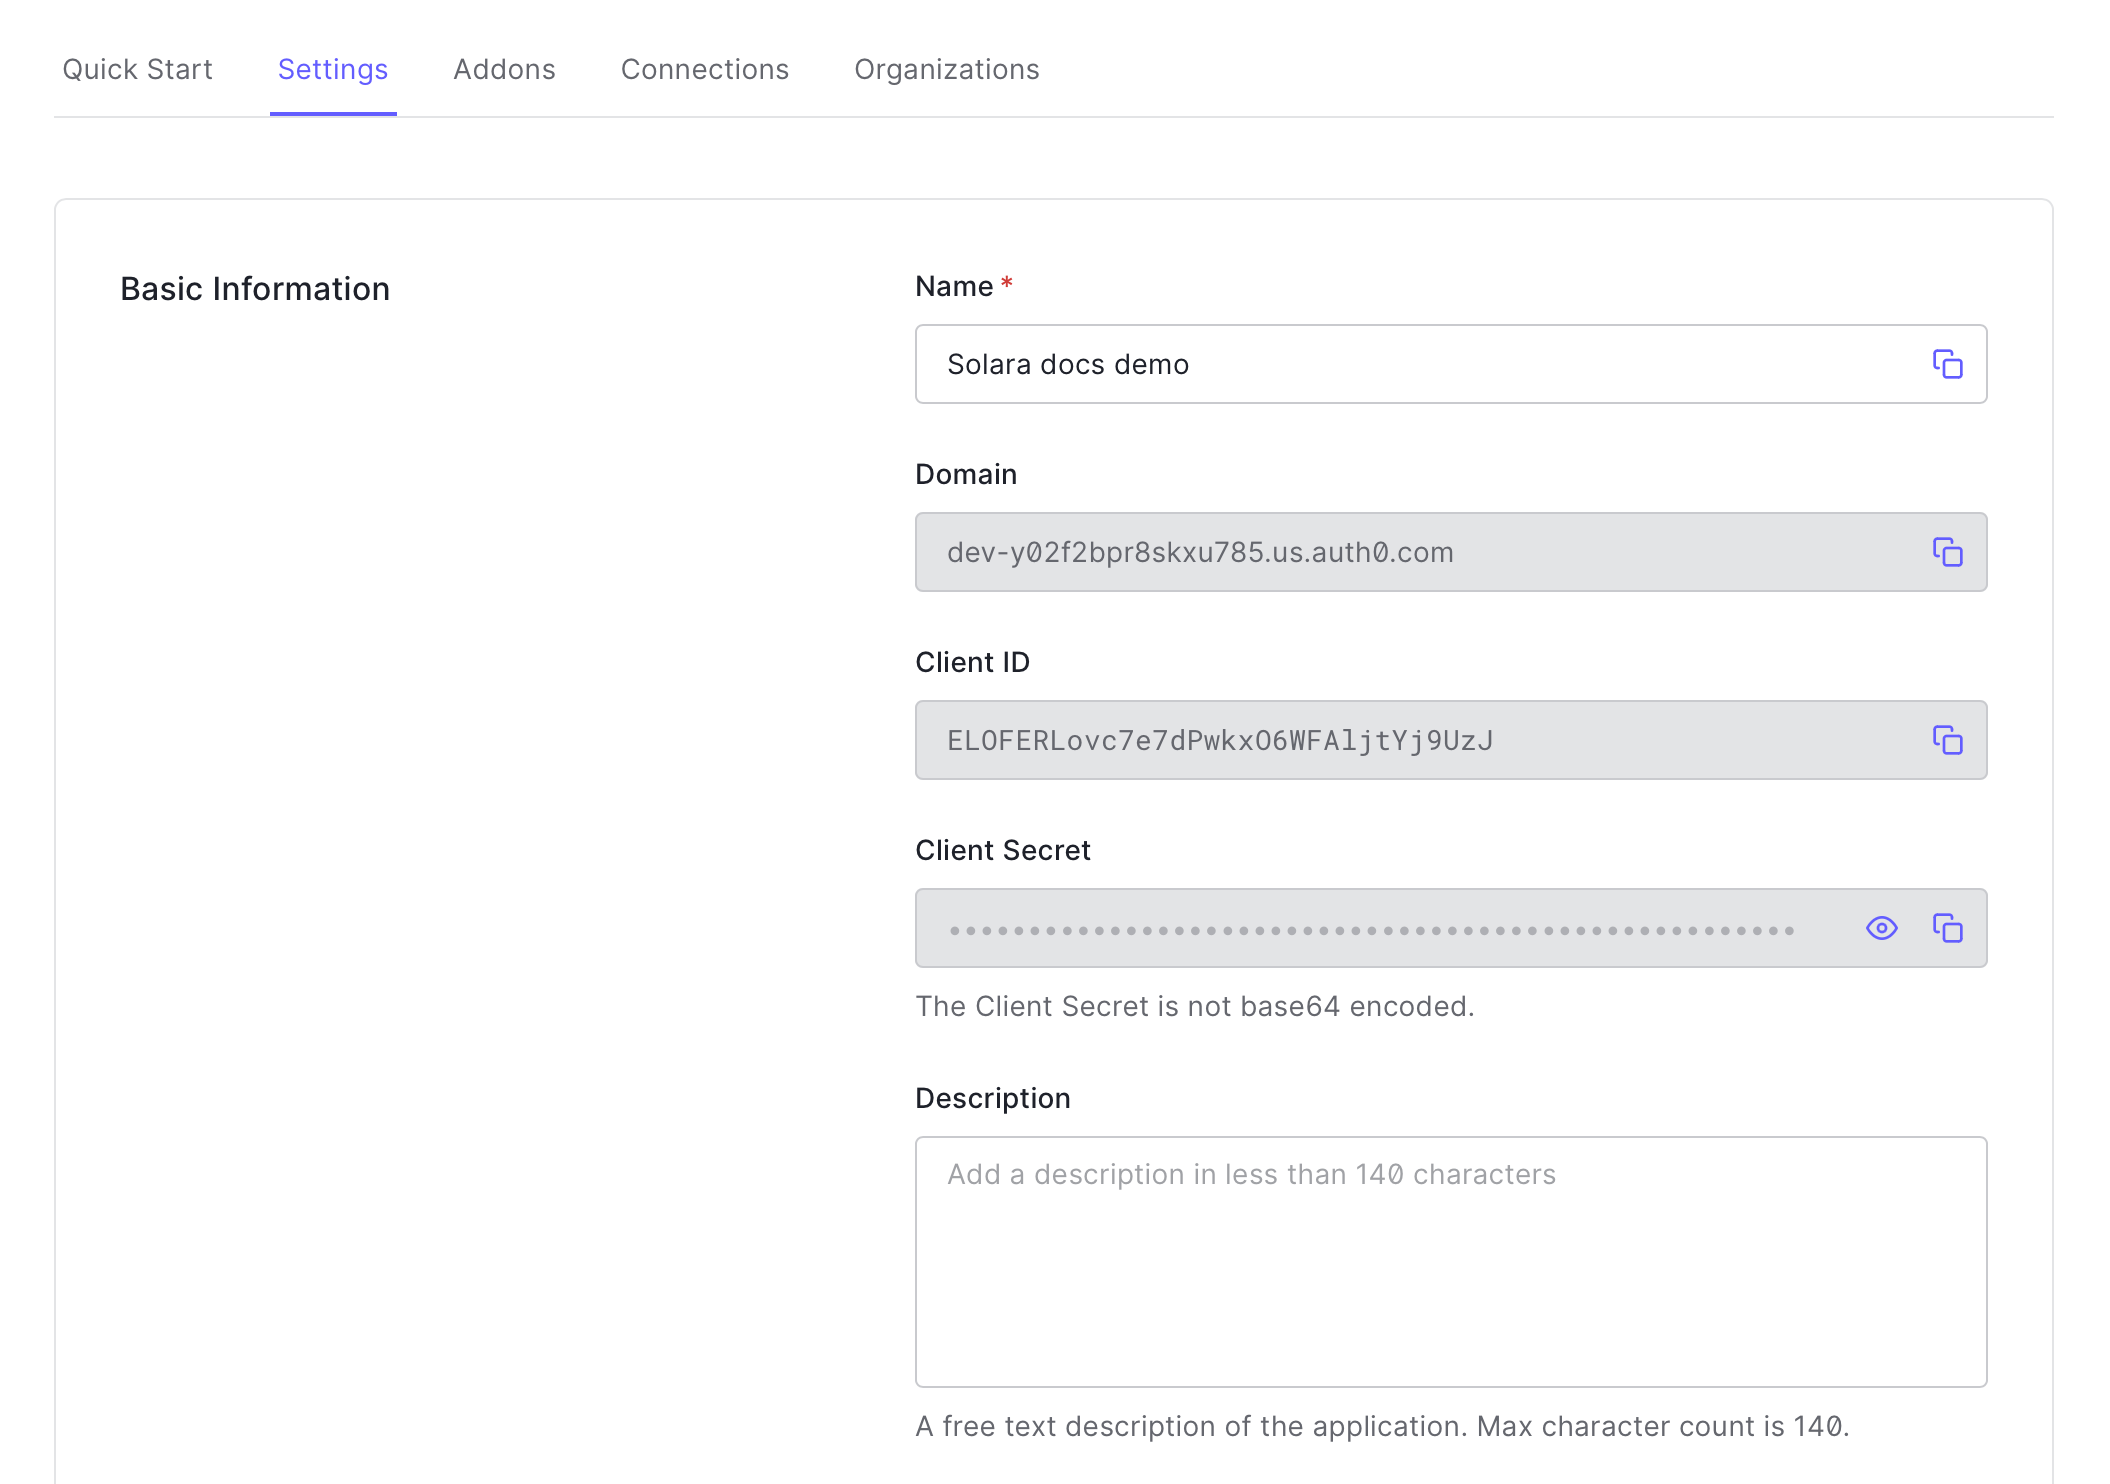 Quick Start Settings Addons Connections Organizations
Basic Information
Name *
Solara docs demo
Domain
dev-y02f2bpr8skxu785.us.auth0.com
Client ID
ELOFERLovc7e7dPwkxO6WFAljtYj9UzJ
Client Secret
•••••••••••••••••••••••••••••••••••••••••••••••••••••
The Client Secret is not base64 encoded.
Description
Add a description in less than 140 characters
A free text description of the application. Max character count is 140.